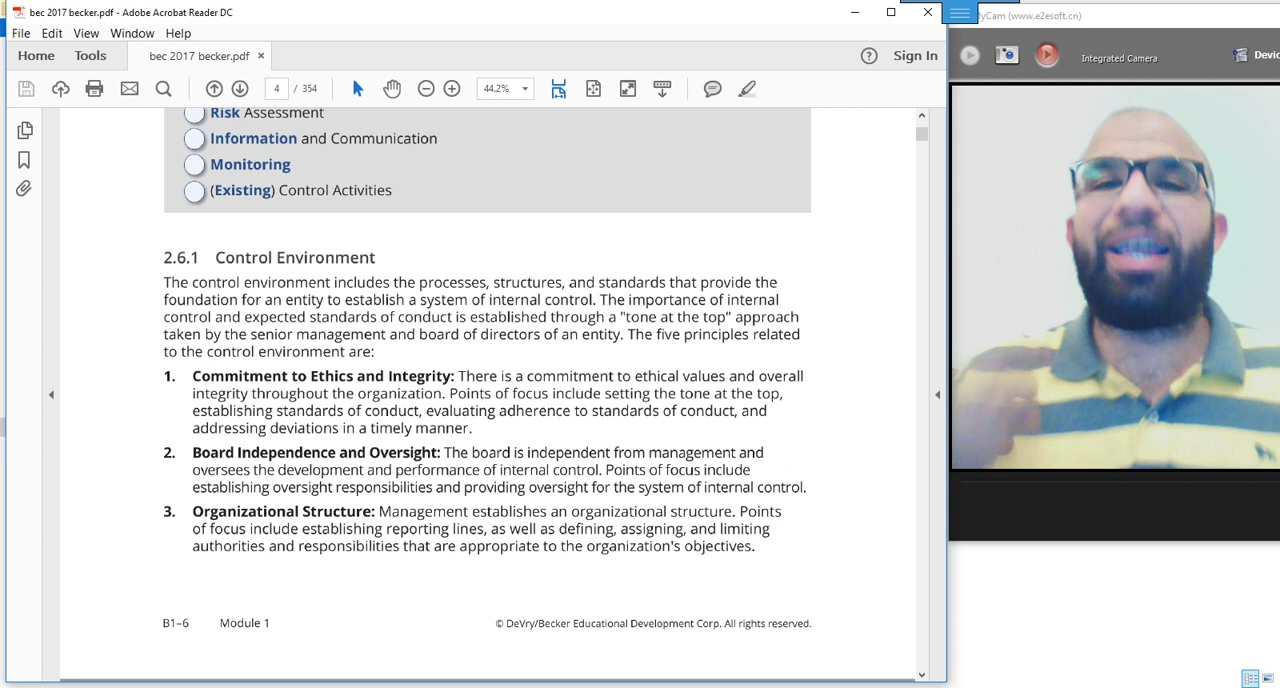 bec 2017 becker.pdf - Adobe Acrobat Reader DC
File Edit View Window Help
Home Tools bec 2017 becker.pdf × Sign In
4 / 354 44.2%
Risk Assessment
Information and Communication
Monitoring
(Existing) Control Activities
2.6.1 Control Environment
The control environment includes the processes, structures, and standards that provide the
foundation for an entity to establish a system of internal control. The importance of internal
control and expected standards of conduct is established through a "tone at the top" approach
taken by the senior management and board of directors of an entity. The five principles related
to the control environment are:
1. Commitment to Ethics and Integrity: There is a commitment to ethical values and overall
integrity throughout the organization. Points of focus include setting the tone at the top,
establishing standards of conduct, evaluating adherence to standards of conduct, and
addressing deviations in a timely manner.
2. Board Independence and Oversight: The board is independent from management and
oversees the development and performance of internal control. Points of focus include
establishing oversight responsibilities and providing oversight for the system of internal control.
3. Organizational Structure: Management establishes an organizational structure. Points
of focus include establishing reporting lines, as well as defining, assigning, and limiting
authorities and responsibilities that are appropriate to the organization's objectives.
B1–6 Module 1 © DeVry/Becker Educational Development Corp. All rights reserved.
yCam (www.e2esoft.cn)
Integrated Camera Devic